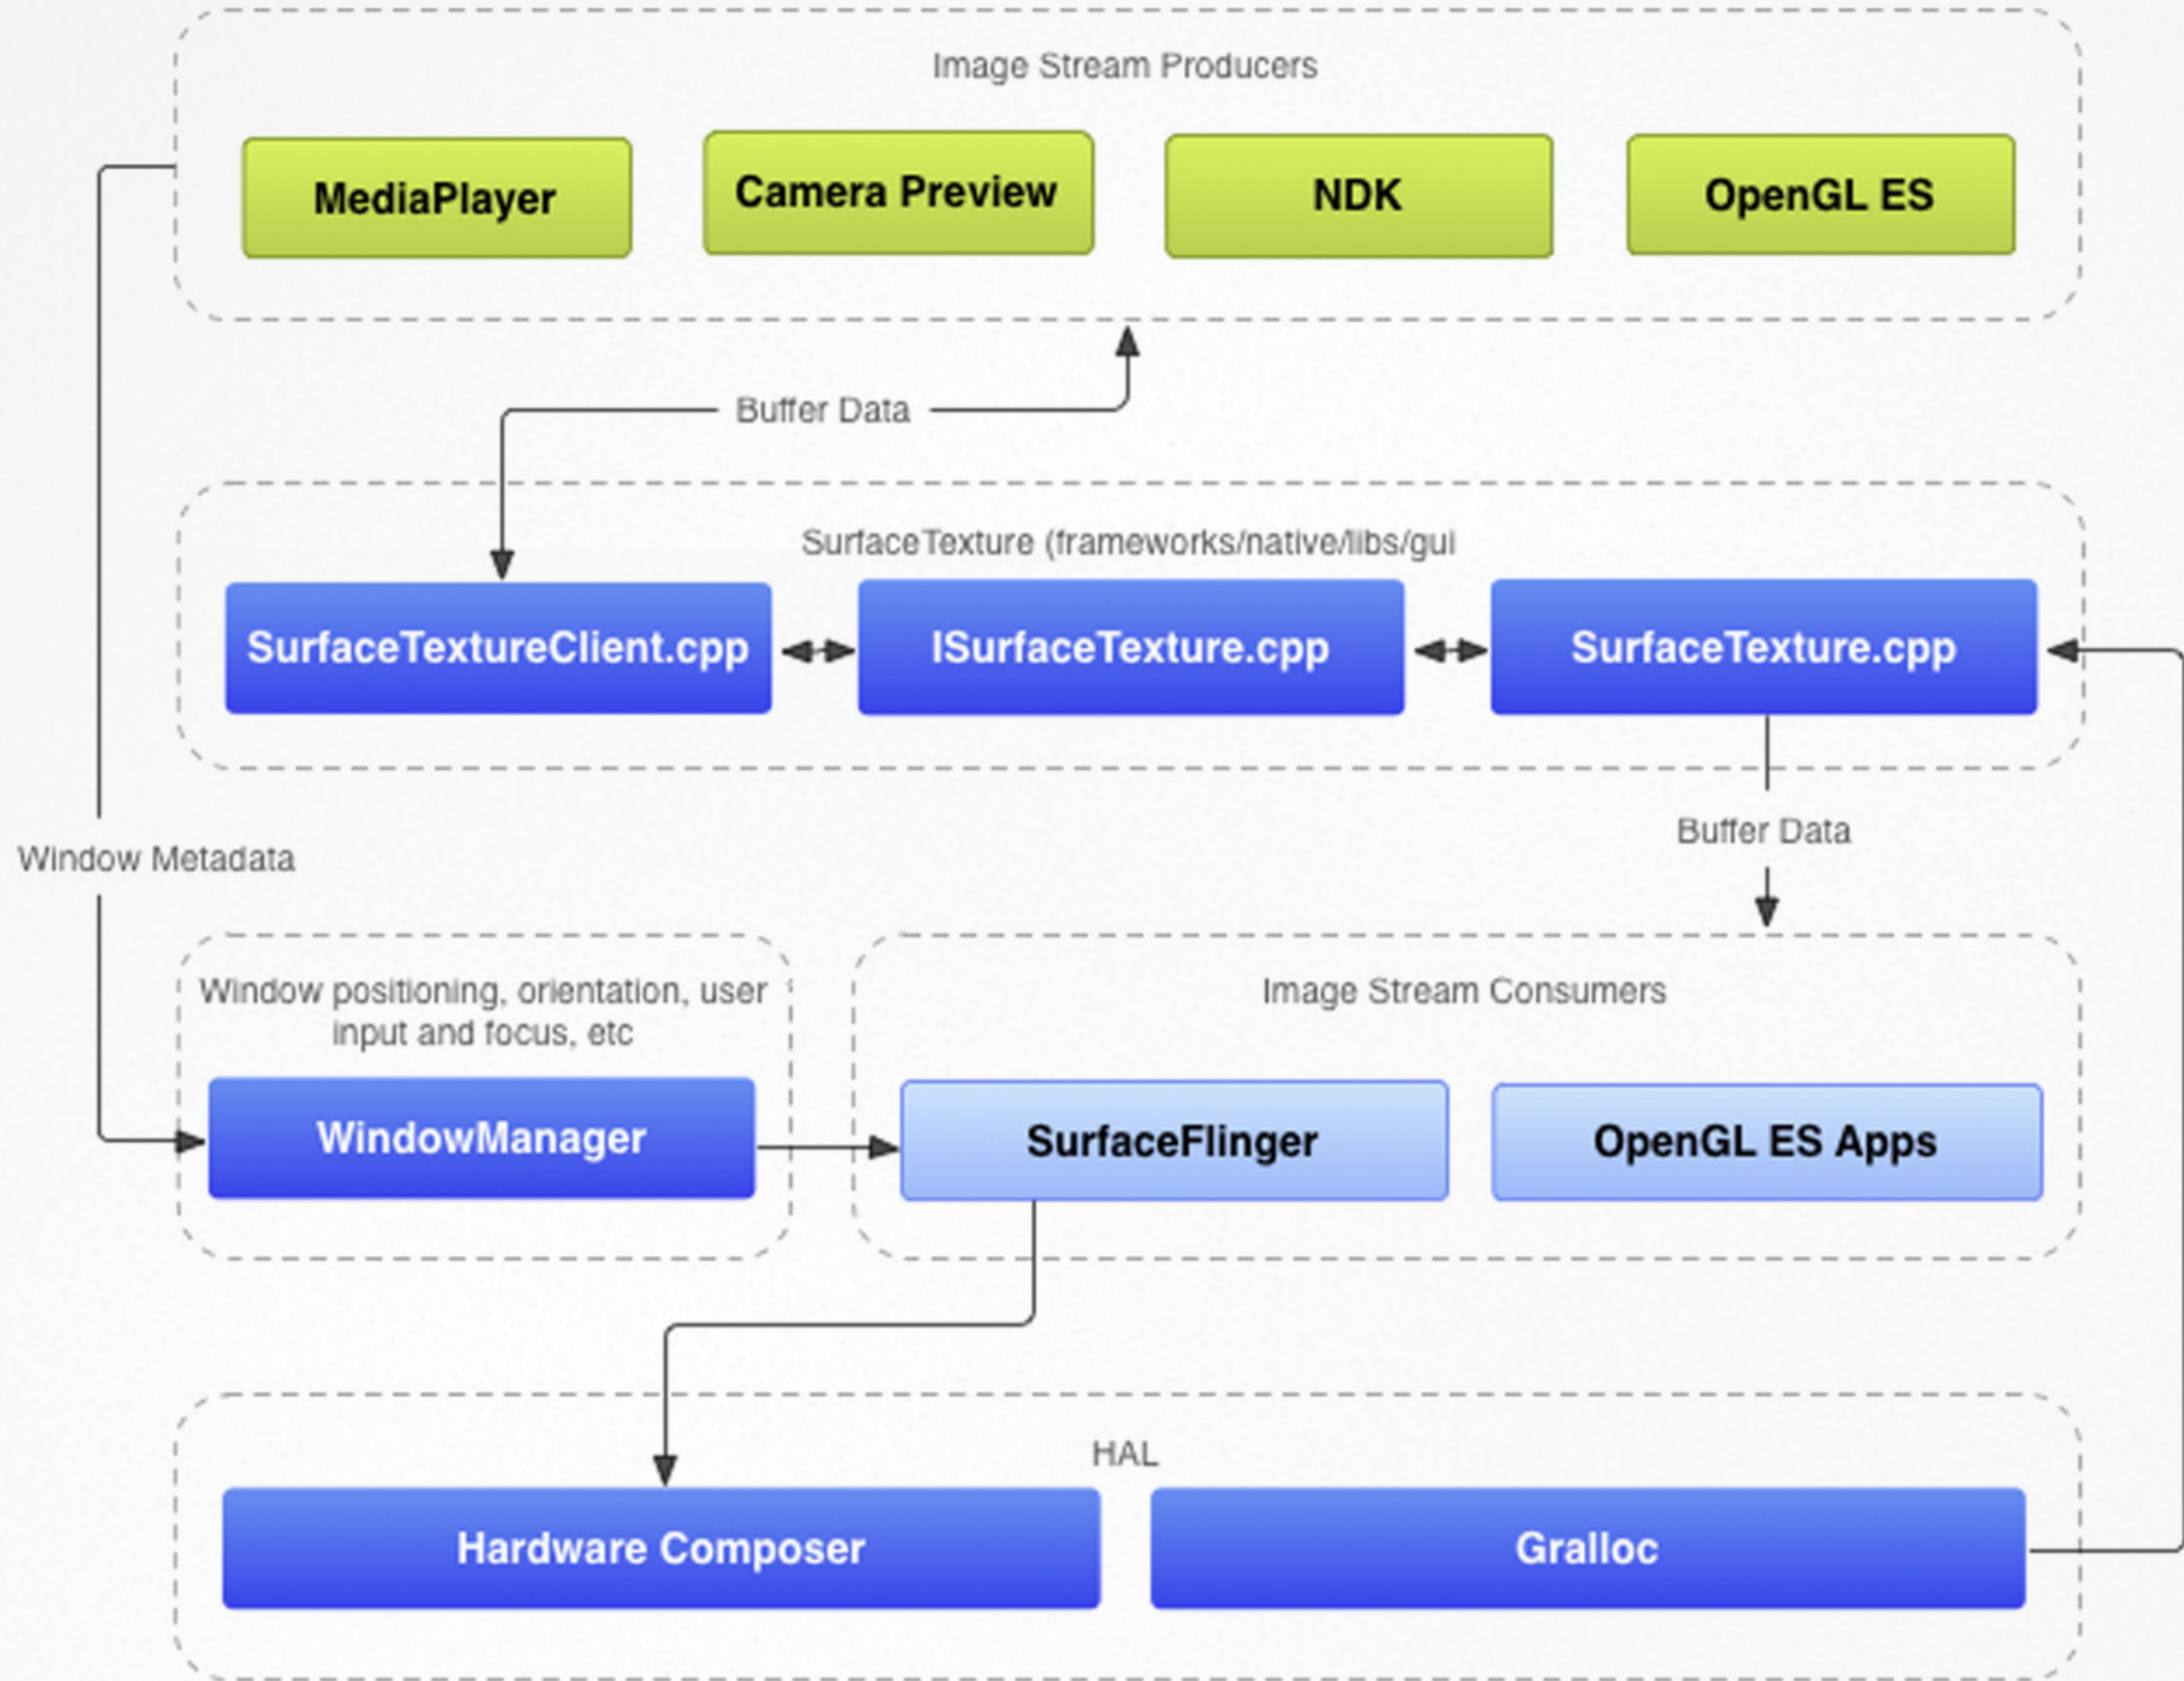 Image Stream Producers
MediaPlayer
Camera Preview
NDK
OpenGL ES
Buffer Data
SurfaceTexture (frameworks/native/libs/gui
SurfaceTextureClient.cpp
ISurfaceTexture.cpp
SurfaceTexture.cpp
Buffer Data
Window Metadata
Window positioning, orientation, user
input and focus, etc
WindowManager
Image Stream Consumers
SurfaceFlinger
OpenGL ES Apps
HAL
Hardware Composer
Gralloc